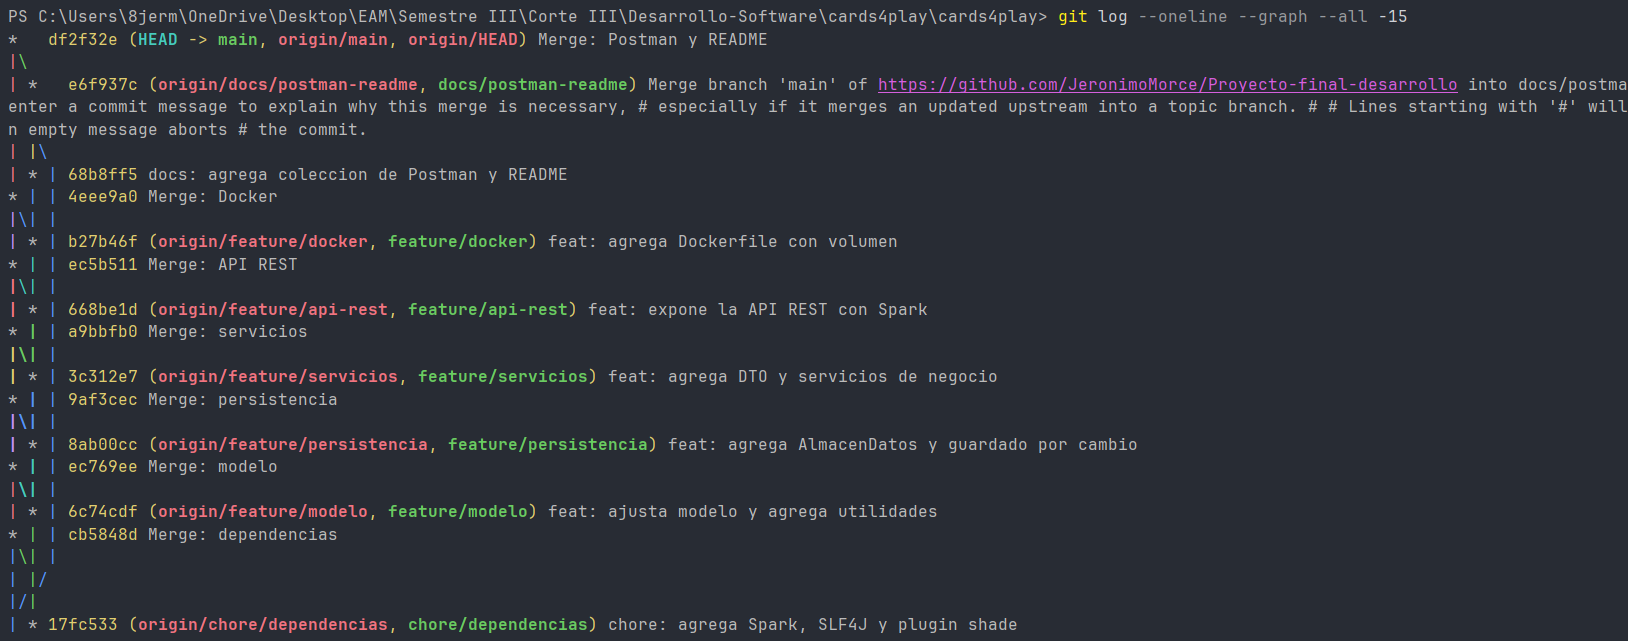 PS C:\Users\8jerm\OneDrive\Desktop\EAM\Semestre III\Corte III\Desarrollo-Software\cards4play\cards4play> git log --oneline --graph --all -15
*   df2f32e (HEAD -> main, origin/main, origin/HEAD) Merge: Postman y README
|\
| *   e6f937c (origin/docs/postman-readme, docs/postman-readme) Merge branch 'main' of https://github.com/JeronimoMorce/Proyecto-final-desarrollo into docs/postma
enter a commit message to explain why this merge is necessary, # especially if it merges an updated upstream into a topic branch. # # Lines starting with '#' will
n empty message aborts # the commit.
| |\
| * | 68b8ff5 docs: agrega coleccion de Postman y README
* | | 4eee9a0 Merge: Docker
|\| |
| * | b27b46f (origin/feature/docker, feature/docker) feat: agrega Dockerfile con volumen
* | | ec5b511 Merge: API REST
|\| |
| * | 668be1d (origin/feature/api-rest, feature/api-rest) feat: expone la API REST con Spark
* | | a9bbfb0 Merge: servicios
|\| |
| * | 3c312e7 (origin/feature/servicios, feature/servicios) feat: agrega DTO y servicios de negocio
* | | 9af3cec Merge: persistencia
|\| |
| * | 8ab00cc (origin/feature/persistencia, feature/persistencia) feat: agrega AlmacenDatos y guardado por cambio
* | | ec769ee Merge: modelo
|\| |
| * | 6c74cdf (origin/feature/modelo, feature/modelo) feat: ajusta modelo y agrega utilidades
* | | cb5848d Merge: dependencias
|\| |
| |/
|/|
| * 17fc533 (origin/chore/dependencias, chore/dependencias) chore: agrega Spark, SLF4J y plugin shade